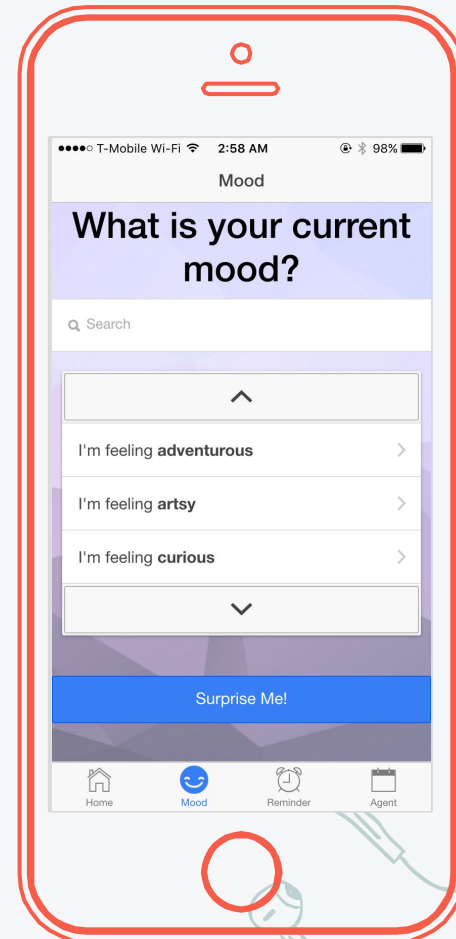 T-Mobile Wi-Fi 2:58 AM 98%
Mood
What is your current
mood?
Search
I'm feeling adventurous
I'm feeling artsy
I'm feeling curious
Surprise Me!
Home Mood Reminder Agent